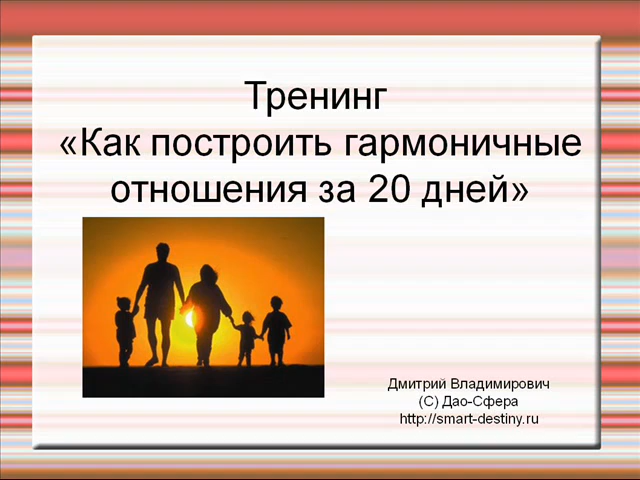 Тренинг
«Как построить гармоничные
отношения за 20 дней»
Дмитрий Владимирович
(С) Дао-Сфера
http://smart-destiny.ru